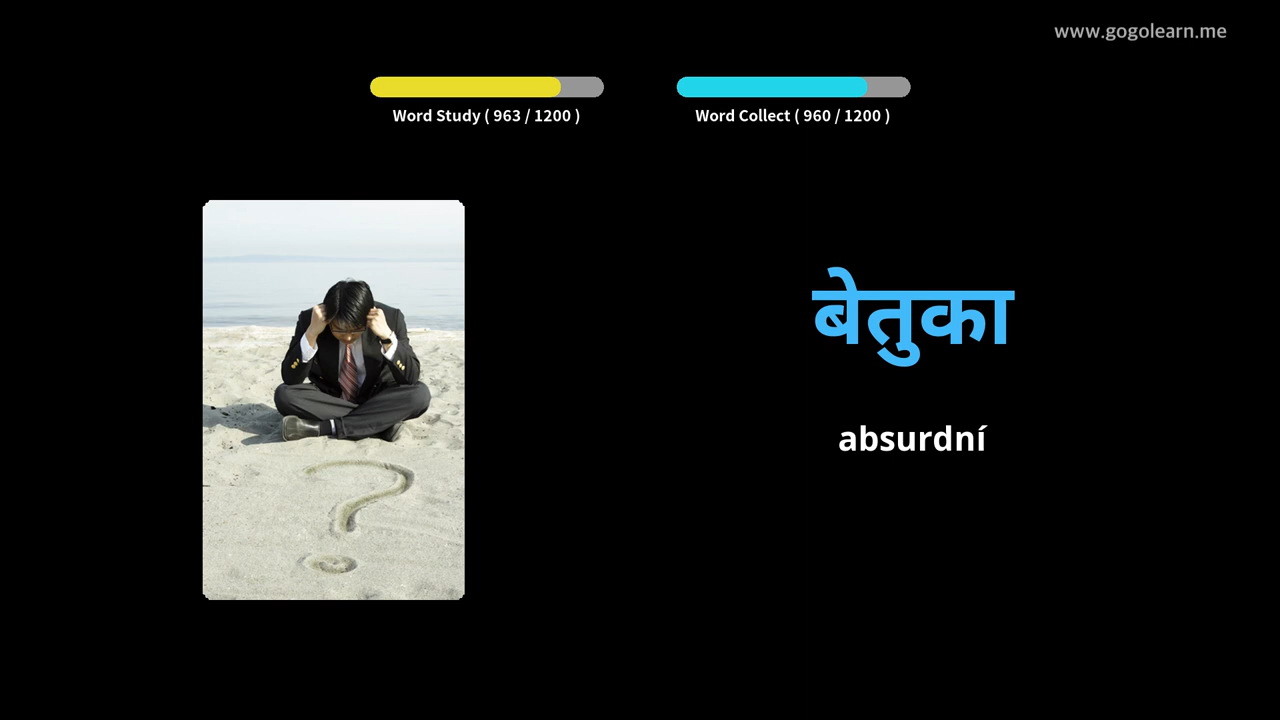 www.gogolearn.me
Word Study ( 963 / 1200 )
Word Collect ( 960 / 1200 )
बेतुका
absurdní
?